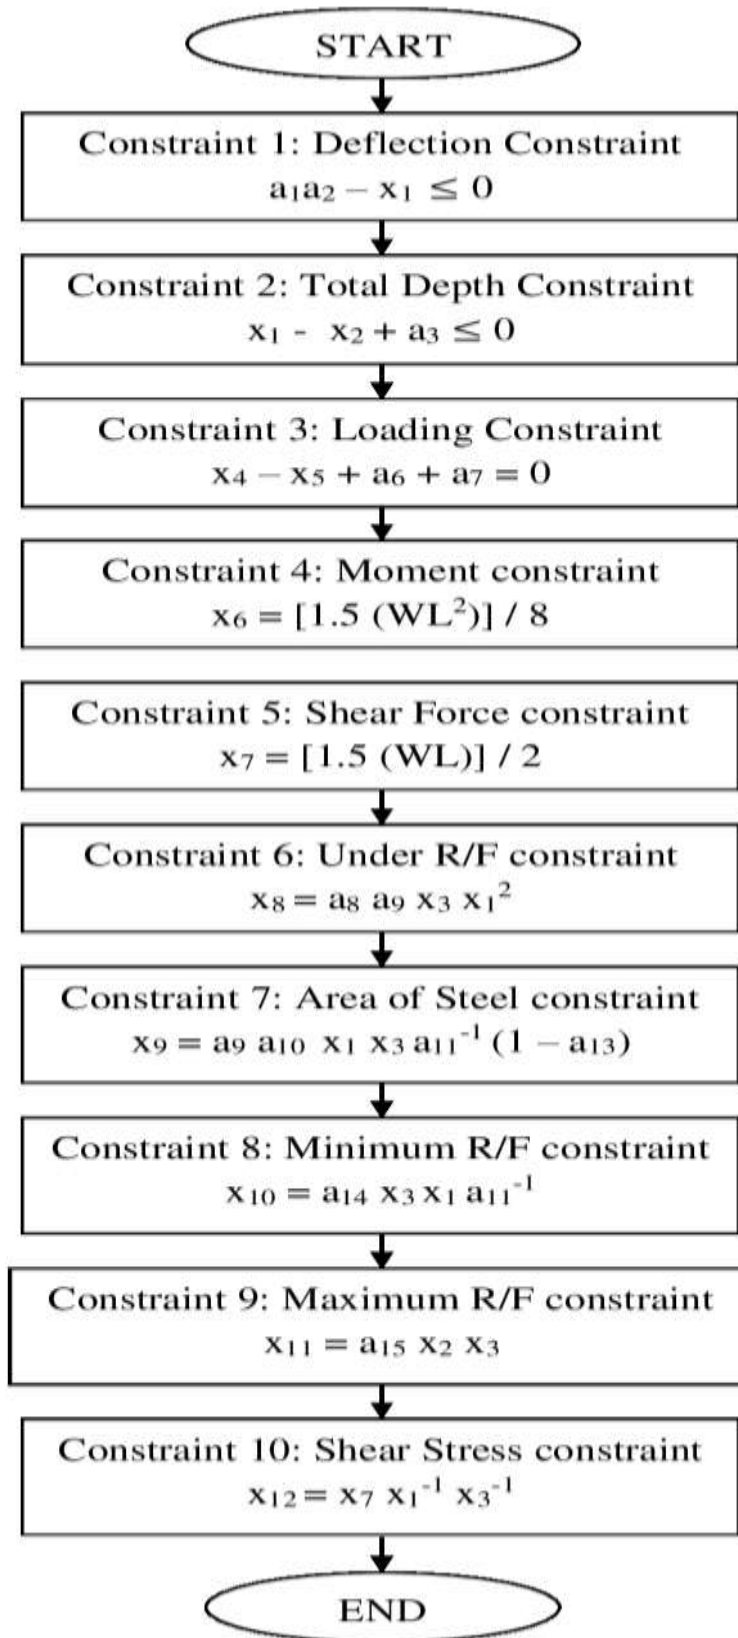 START
Constraint 1: Deflection Constraint
a₁a₂ – x₁ ≤ 0
Constraint 2: Total Depth Constraint
x₁ - x₂ + a₃ ≤ 0
Constraint 3: Loading Constraint
x₄ – x₅ + a₆ + a₇ = 0
Constraint 4: Moment constraint
x₆ = [1.5 (WL²)] / 8
Constraint 5: Shear Force constraint
x₇ = [1.5 (WL)] / 2
Constraint 6: Under R/F constraint
x₈ = a₈ a₉ x₃ x₁²
Constraint 7: Area of Steel constraint
x₉ = a₉ a₁₀ x₁ x₃ a₁₁⁻¹ (1 – a₁₃)
Constraint 8: Minimum R/F constraint
x₁₀ = a₁₄ x₃ x₁ a₁₁⁻¹
Constraint 9: Maximum R/F constraint
x₁₁ = a₁₅ x₂ x₃
Constraint 10: Shear Stress constraint
x₁₂ = x₇ x₁⁻¹ x₃⁻¹
END